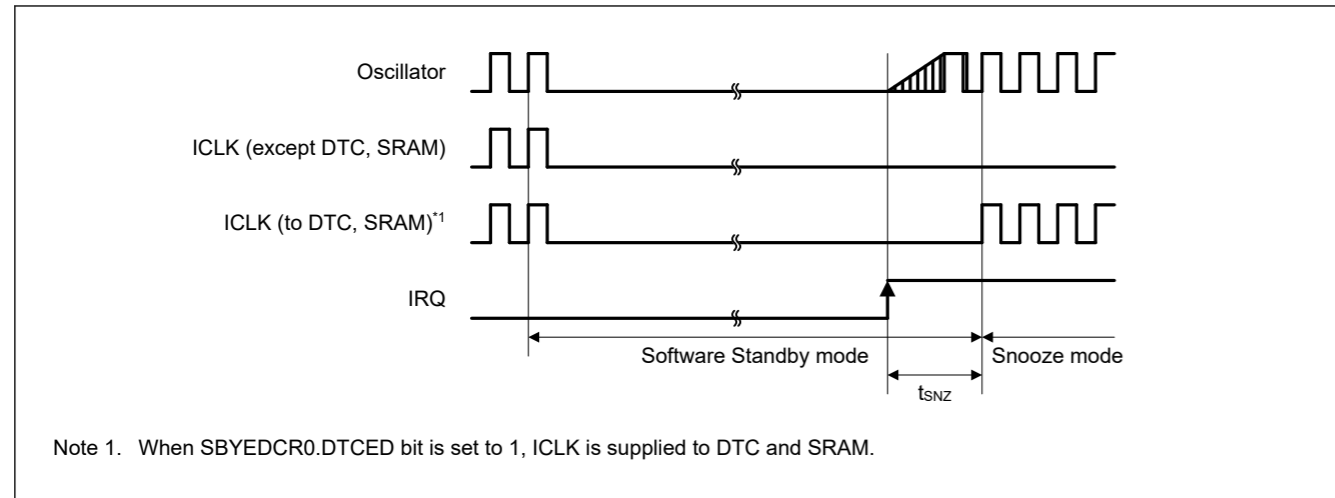 Oscillator
ICLK (except DTC, SRAM)
ICLK (to DTC, SRAM)*1
IRQ
Software Standby mode
Snooze mode
tSNZ
Note 1. When SBYEDCR0.DTCED bit is set to 1, ICLK is supplied to DTC and SRAM.